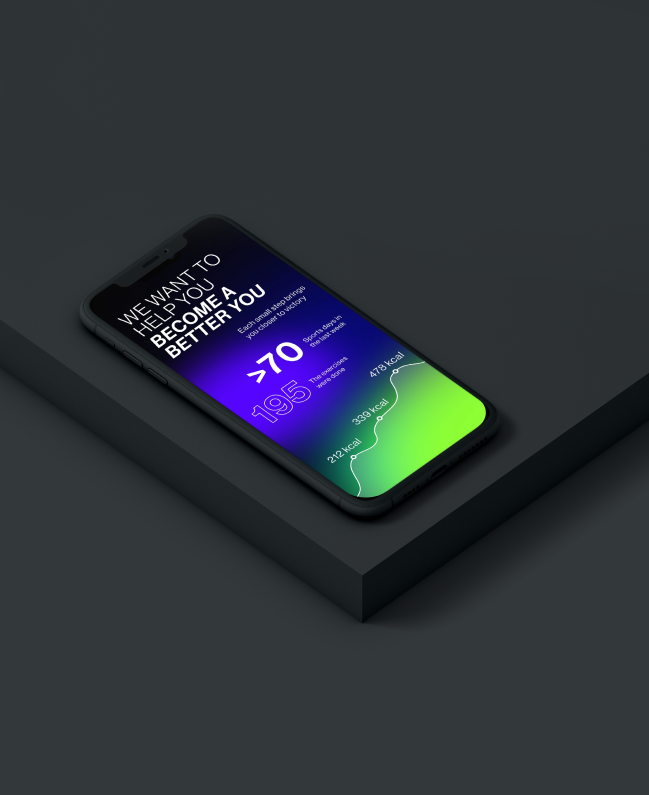 WE WANT TO
HELP YOU
BECOME A
BETTER YOU
Each small step brings
you closer to victory
>70
Sports days in
the last week
195
The exercises
were done
478 kcal
339 kcal
212 kcal